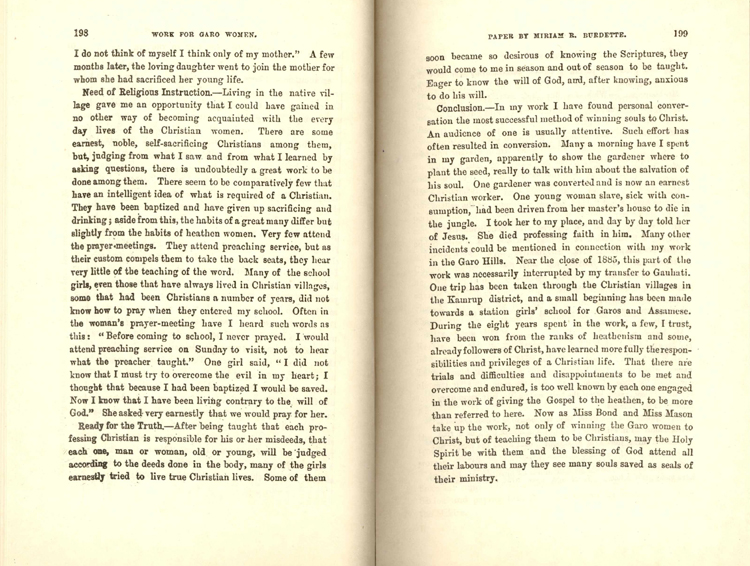 198 WORK FOR GARO WOMEN.
I do not think of myself I think only of my mother." A few
months later, the loving daughter went to join the mother for
whom she had sacrificed her young life.
Need of Religious Instruction.—Living in the native vil-
lage gave me an opportunity that I could have gained in
no other way of becoming acquainted with the every
day lives of the Christian women. There are some
earnest, noble, self-sacrificing Christians among them,
but, judging from what I saw and from what I learned by
asking questions, there is undoubtedly a great work to be
done among them. There seem to be comparatively few that
have an intelligent idea of what is required of a Christian.
They have been baptized and have given up sacrificing and
drinking; aside from this, the habits of a great many differ but
slightly from the habits of heathen women. Very few attend
the prayer-meetings. They attend preaching service, but as
their custom compels them to take the back seats, they hear
very little of the teaching of the word. Many of the school
girls, even those that have always lived in Christian villages,
some that had been Christians a number of years, did not
know how to pray when they entered my school. Often in
the woman's prayer-meeting have I heard such words as
this: "Before coming to school, I never prayed. I would
attend preaching service on Sunday to visit, not to hear
what the preacher taught." One girl said, "I did not
know that I must try to overcome the evil in my heart; I
thought that because I had been baptized I would be saved.
Now I know that I have been living contrary to the will of
God." She asked very earnestly that we would pray for her.
Ready for the Truth.—After being taught that each pro-
fessing Christian is responsible for his or her misdeeds, that
each one, man or woman, old or young, will be judged
according to the deeds done in the body, many of the girls
earnestly tried to live true Christian lives. Some of them
PAPER BY MIRIAM R. BURDETTE. 199
soon became so desirous of knowing the Scriptures, they
would come to me in season and out of season to be taught.
Eager to know the will of God, and, after knowing, anxious
to do his will.
Conclusion.—In my work I have found personal conver-
sation the most successful method of winning souls to Christ.
An audience of one is usually attentive. Such effort has
often resulted in conversion. Many a morning have I spent
in my garden, apparently to show the gardener where to
plant the seed, really to talk with him about the salvation of
his soul. One gardener was converted and is now an earnest
Christian worker. One young woman slave, sick with con-
sumption, had been driven from her master's house to die in
the jungle. I took her to my place, and day by day told her
of Jesus. She died professing faith in him. Many other
incidents could be mentioned in connection with my work
in the Garo Hills. Near the close of 1885, this part of the
work was necessarily interrupted by my transfer to Gauhati.
One trip has been taken through the Christian villages in
the Kamrup district, and a small beginning has been made
towards a station girls' school for Garos and Assamese.
During the eight years spent in the work, a few, I trust,
have been won from the ranks of heathenism and some,
already followers of Christ, have learned more fully the respon-
sibilities and privileges of a Christian life. That there are
trials and difficulties and disappointments to be met and
overcome and endured, is too well known by each one engaged
in the work of giving the Gospel to the heathen, to be more
than referred to here. Now as Miss Bond and Miss Mason
take up the work, not only of winning the Garo women to
Christ, but of teaching them to be Christians, may the Holy
Spirit be with them and the blessing of God attend all
their labours and may they see many souls saved as seals of
their ministry.